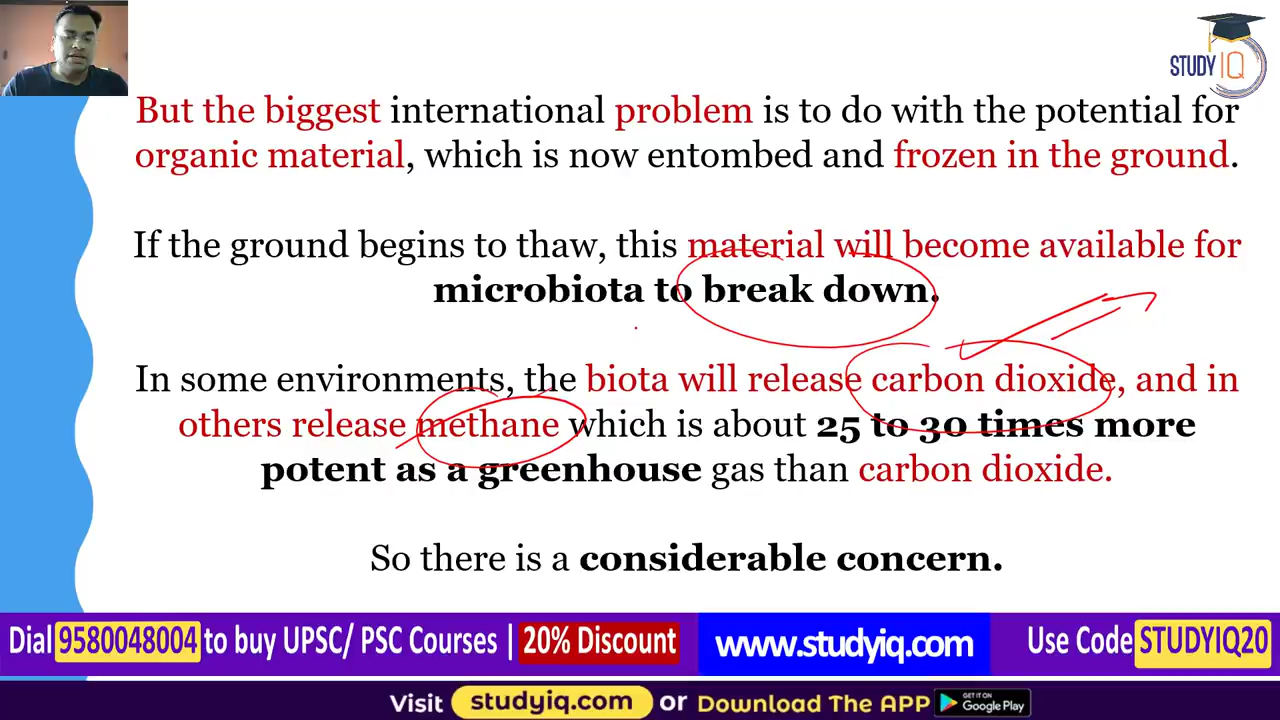 STUDY IQ
But the biggest international problem is to do with the potential for
organic material, which is now entombed and frozen in the ground.
If the ground begins to thaw, this material will become available for
microbiota to break down.
In some environments, the biota will release carbon dioxide, and in
others release methane which is about 25 to 30 times more
potent as a greenhouse gas than carbon dioxide.
So there is a considerable concern.
Dial 9580048004 to buy UPSC/ PSC Courses | 20% Discount
www.studyiq.com
Use Code STUDYIQ20
Visit studyiq.com or Download The APP GET IT ON Google Play